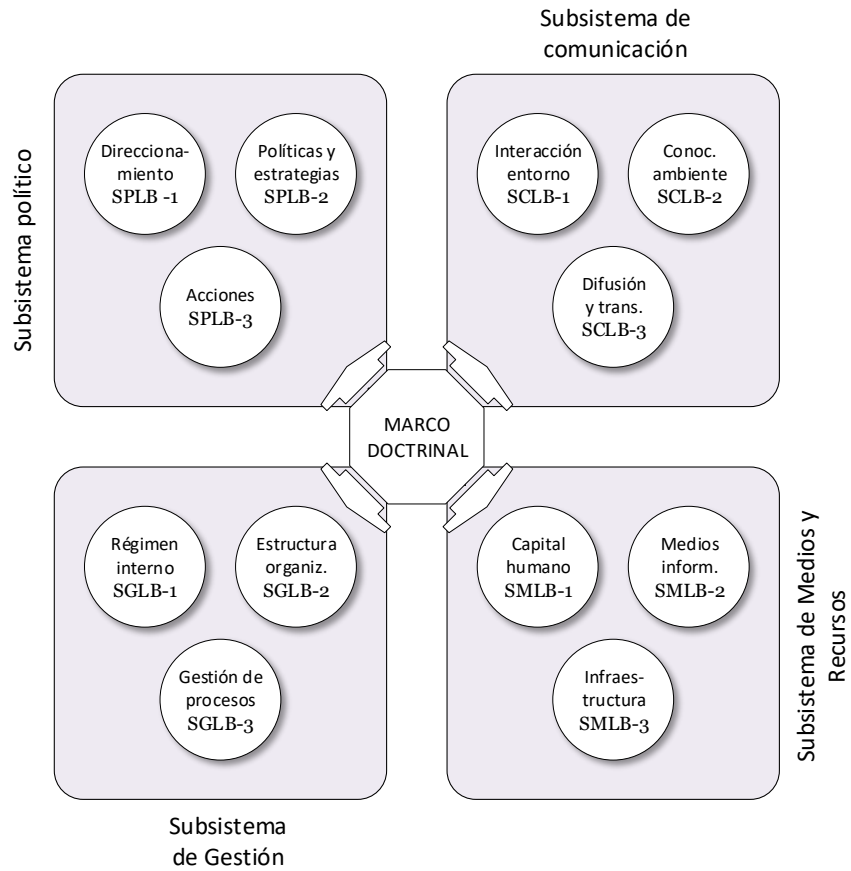 Subsistema de
comunicación
Subsistema político
Direcciona-
miento
SPLB -1
Políticas y
estrategias
SPLB-2
Acciones
SPLB-3
Interacción
entorno
SCLB-1
Conoc.
ambiente
SCLB-2
Difusión
y trans.
SCLB-3
MARCO
DOCTRINAL
Régimen
interno
SGLB-1
Estructura
organiz.
SGLB-2
Gestión de
procesos
SGLB-3
Capital
humano
SMLB-1
Medios
inform.
SMLB-2
Infraes-
tructura
SMLB-3
Subsistema de Medios y
Recursos
Subsistema
de Gestión